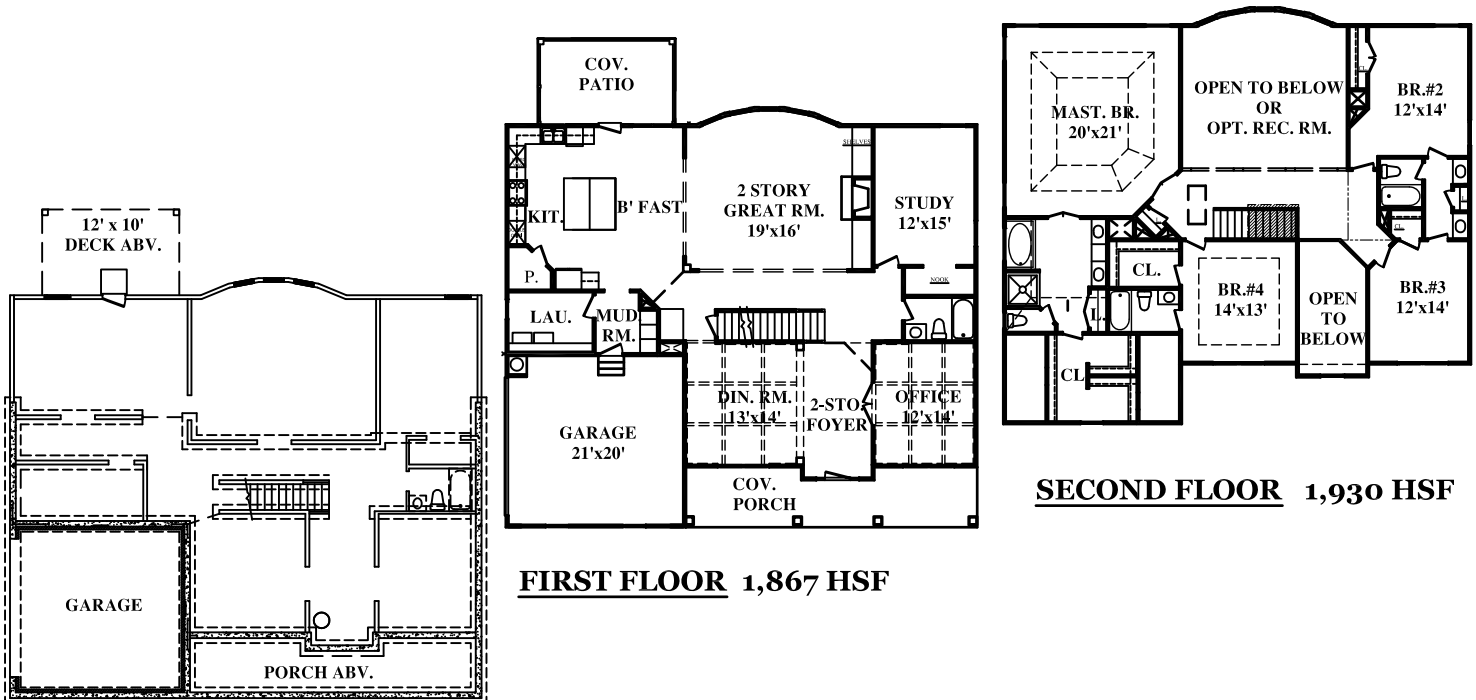 12' x 10'
DECK ABV.
GARAGE
PORCH ABV.
COV.
PATIO
KIT.
B' FAST
2 STORY
GREAT RM.
19'x16'
SHELVES
STUDY
12'x15'
NOOK
P.
LAU.
MUD
RM.
DIN. RM.
13'x14'
2-STO.
FOYER
OFFICE
12'x14'
GARAGE
21'x20'
COV.
PORCH
FIRST FLOOR 1,867 HSF
MAST. BR.
20'x21'
OPEN TO BELOW
OR
OPT. REC. RM.
CL.
BR.#2
12'x14'
CL.
CL.
L.
BR.#4
14'x13'
OPEN
TO
BELOW
BR.#3
12'x14'
CL
SECOND FLOOR 1,930 HSF